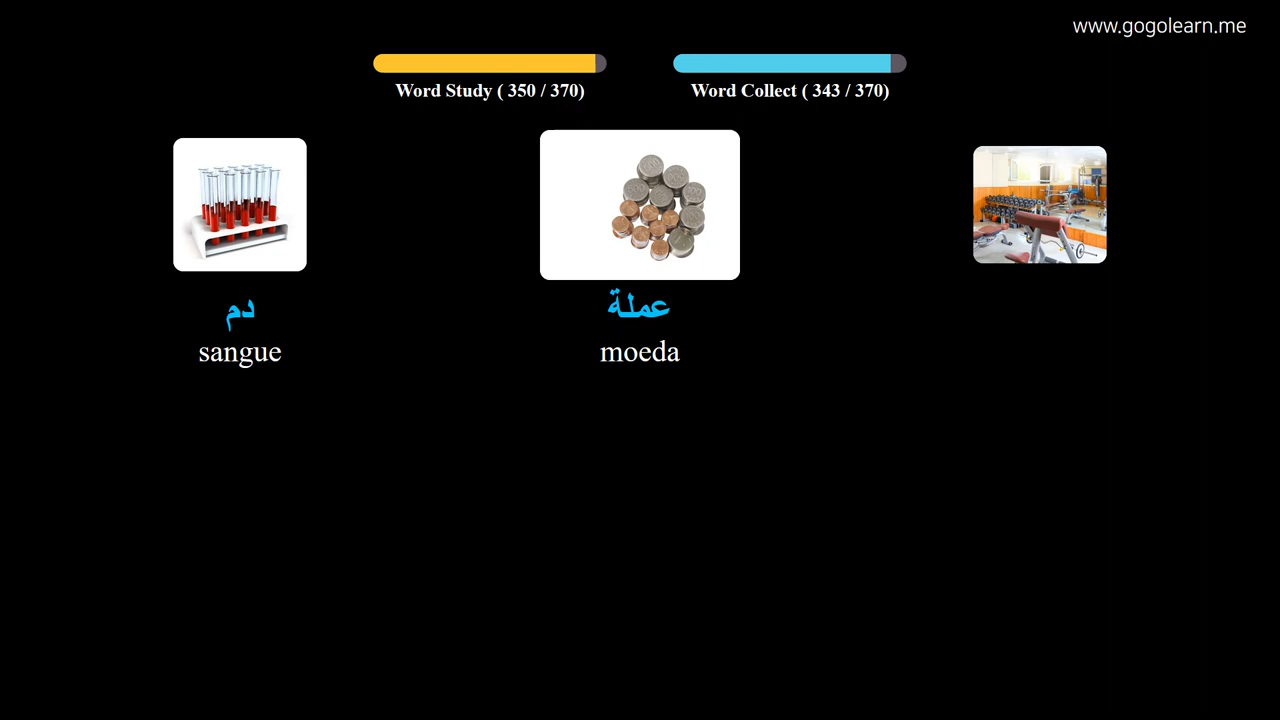 www.gogolearn.me
Word Study ( 350 / 370)
Word Collect ( 343 / 370)
دم
sangue
عملة
moeda